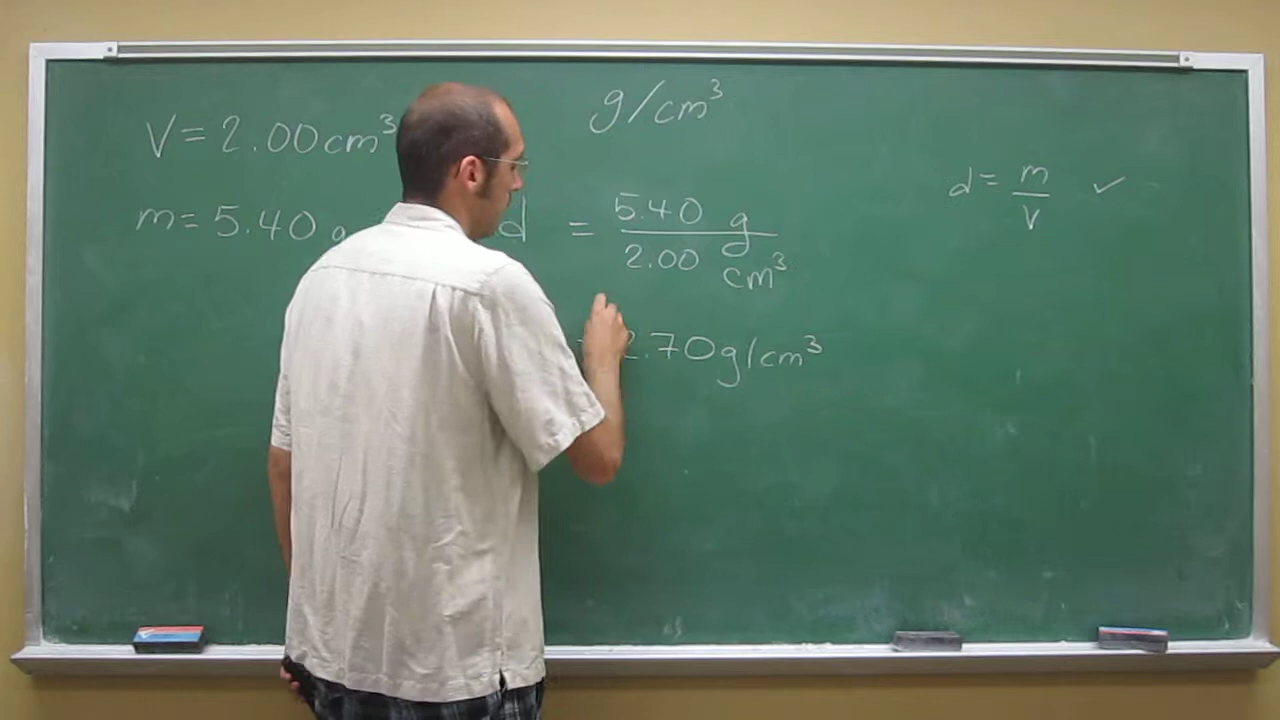 g/cm³
V = 2.00 cm³
d = m/V ✓
m = 5.40 g
d = 5.40 g / 2.00 cm³
= 2.70 g/cm³